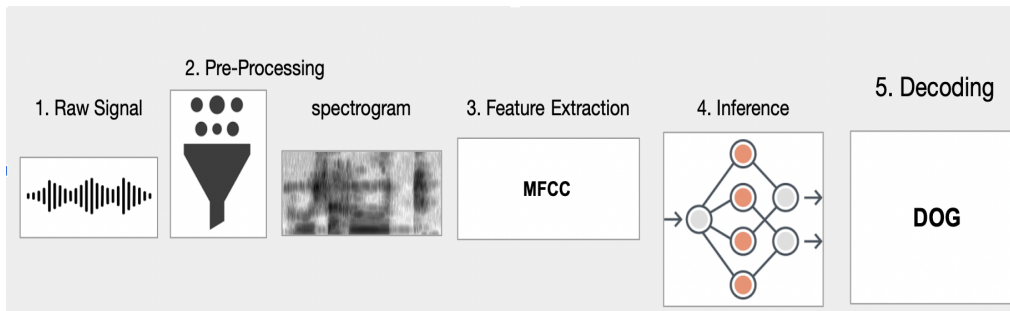 1. Raw Signal
2. Pre-Processing
spectrogram
3. Feature Extraction
MFCC
4. Inference
5. Decoding
DOG